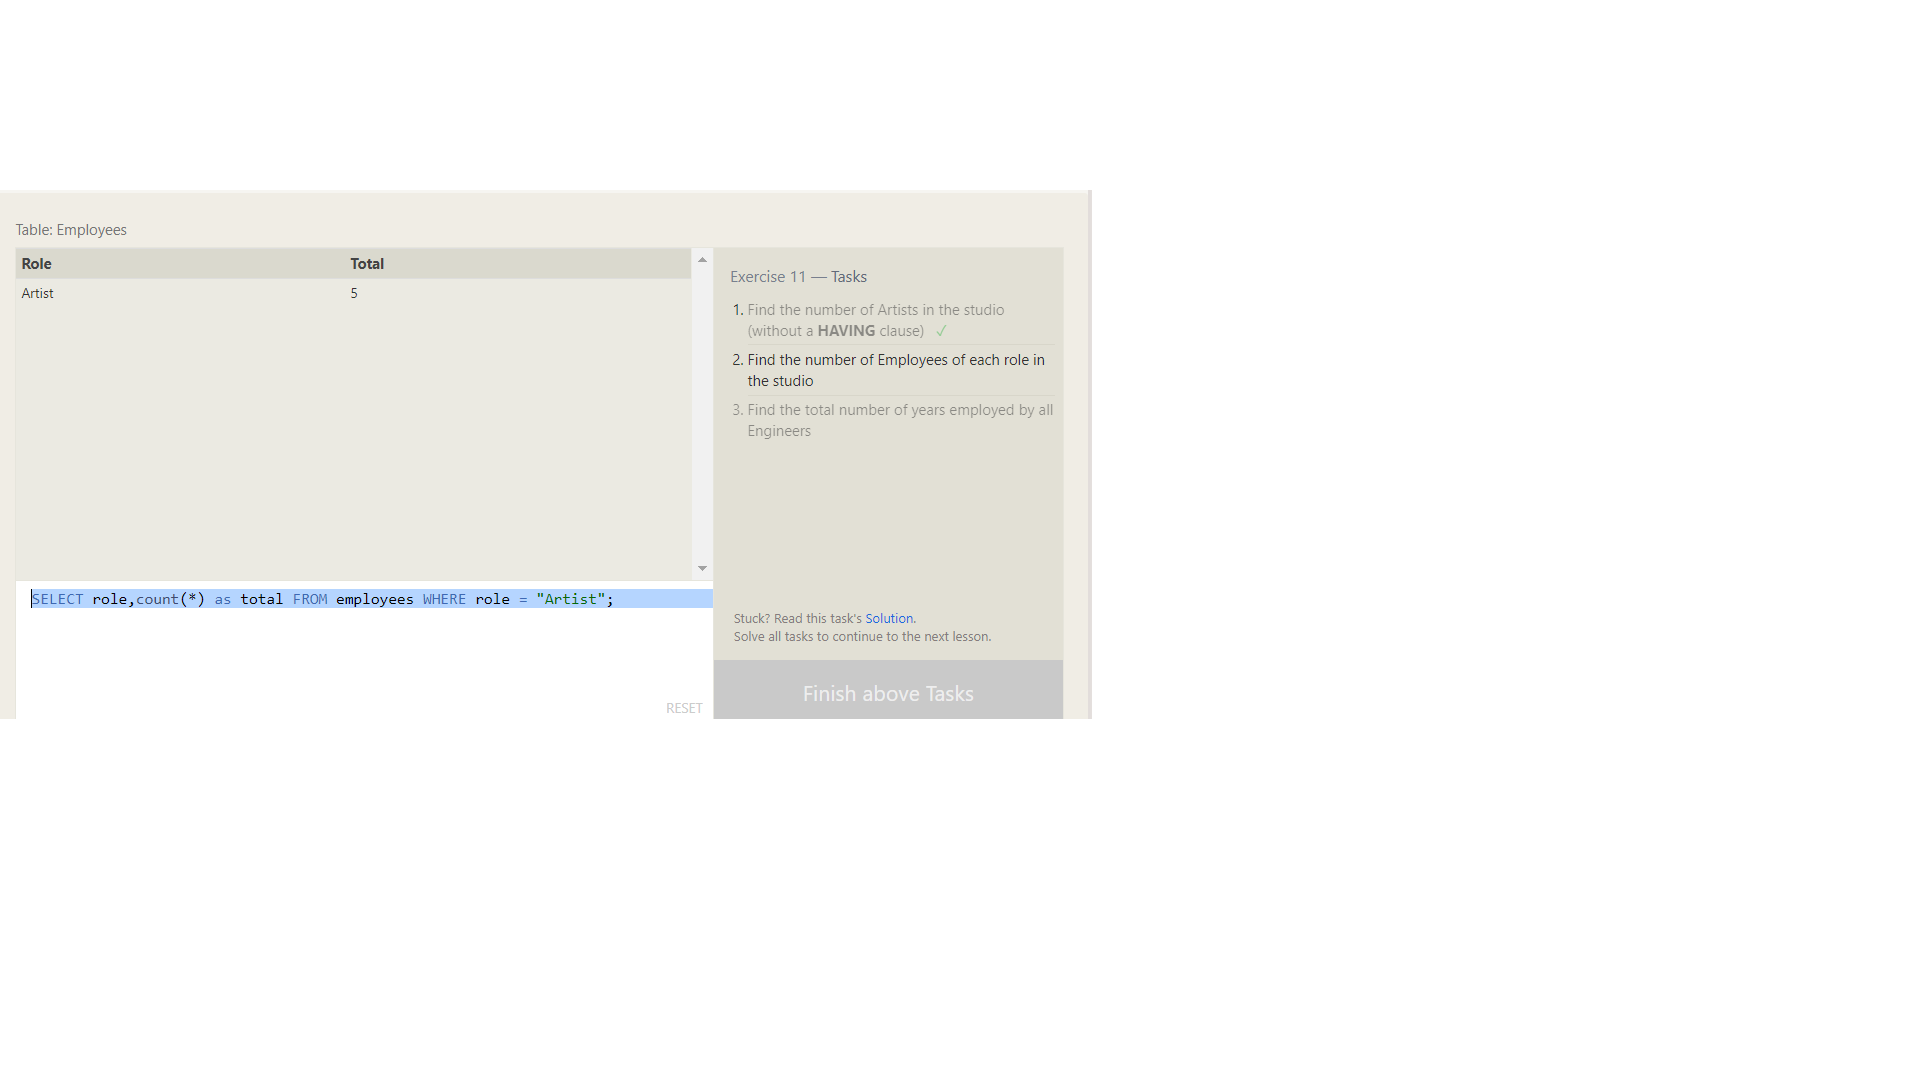 Table: Employees
Role Total
Artist 5
SELECT role,count(*) as total FROM employees WHERE role = "Artist";
RESET
Exercise 11 — Tasks
1. Find the number of Artists in the studio
(without a HAVING clause) ✓
2. Find the number of Employees of each role in
the studio
3. Find the total number of years employed by all
Engineers
Stuck? Read this task's Solution.
Solve all tasks to continue to the next lesson.
Finish above Tasks